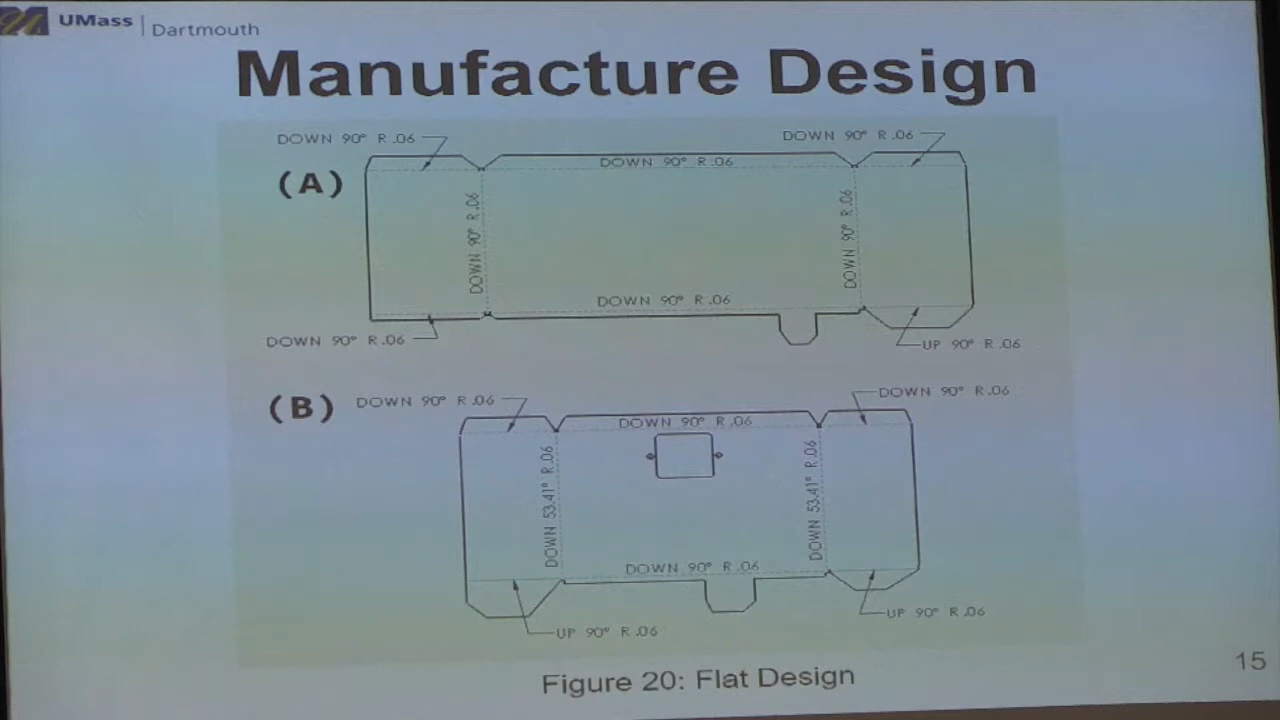 UMass | Dartmouth
Manufacture Design
DOWN 90° R .06
DOWN 90° R .06
DOWN 90° R .06
(A)
DOWN 90° R .06
DOWN 90° R .06
DOWN 90° R .06
DOWN 90° R .06
UP 90° R .06
(B)
DOWN 90° R .06
DOWN 90° R .06
DOWN 90° R .06
DOWN 53.41° R .06
DOWN 53.41° R .06
DOWN 90° R .06
UP 90° R .06
UP 90° R .06
Figure 20: Flat Design
15